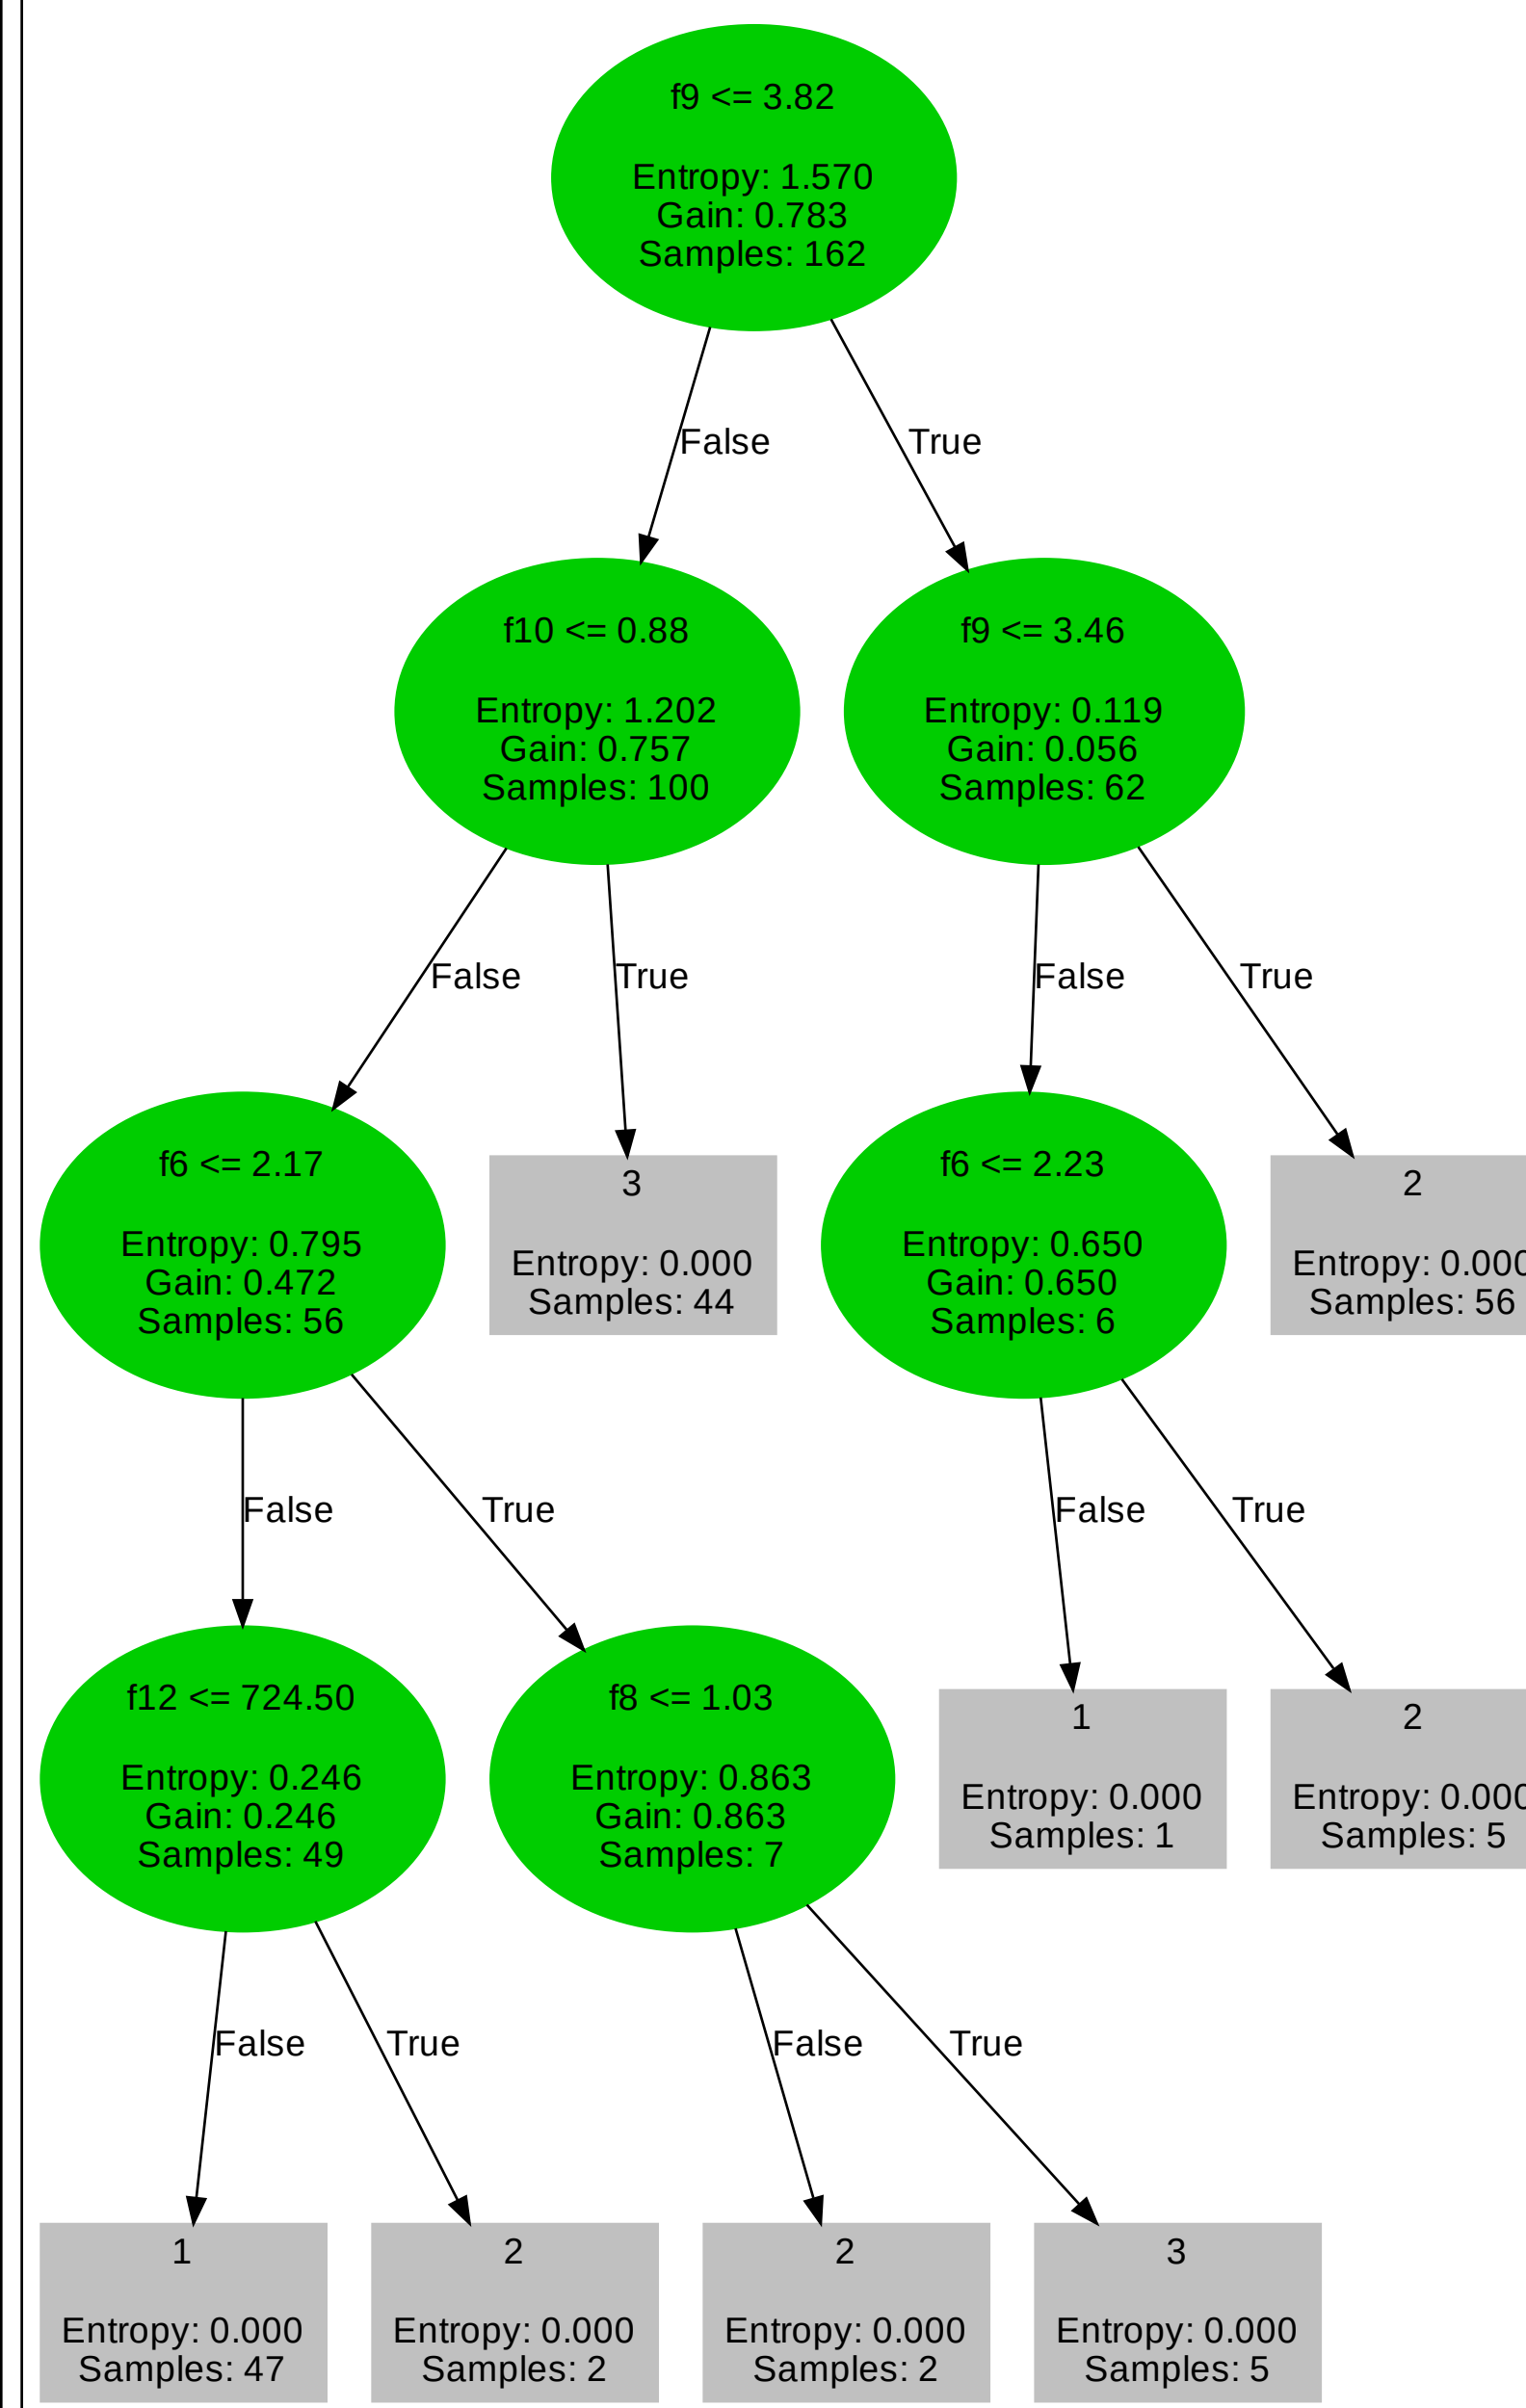 f9 <= 3.82
Entropy: 1.570
Gain: 0.783
Samples: 162
False
True
f10 <= 0.88
Entropy: 1.202
Gain: 0.757
Samples: 100
f9 <= 3.46
Entropy: 0.119
Gain: 0.056
Samples: 62
False
True
False
True
f6 <= 2.17
Entropy: 0.795
Gain: 0.472
Samples: 56
3
Entropy: 0.000
Samples: 44
f6 <= 2.23
Entropy: 0.650
Gain: 0.650
Samples: 6
2
Entropy: 0.000
Samples: 56
False
True
False
True
f12 <= 724.50
Entropy: 0.246
Gain: 0.246
Samples: 49
f8 <= 1.03
Entropy: 0.863
Gain: 0.863
Samples: 7
1
Entropy: 0.000
Samples: 1
2
Entropy: 0.000
Samples: 5
False
True
False
True
1
Entropy: 0.000
Samples: 47
2
Entropy: 0.000
Samples: 2
2
Entropy: 0.000
Samples: 2
3
Entropy: 0.000
Samples: 5